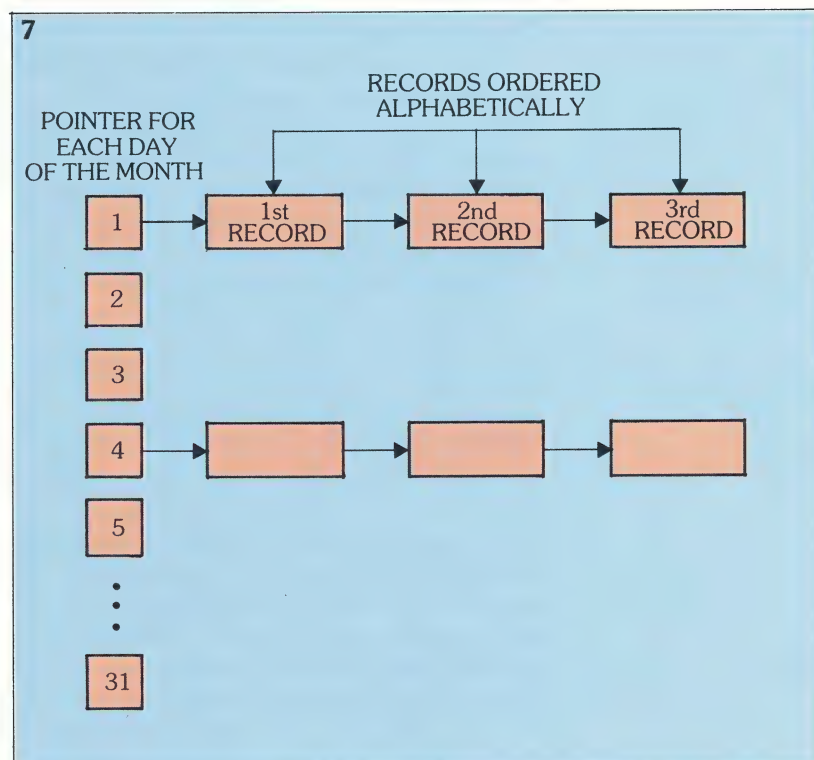 7
RECORDS ORDERED
ALPHABETICALLY
POINTER FOR
EACH DAY
OF THE MONTH
1
1st
RECORD
2nd
RECORD
3rd
RECORD
2
3
4
5
31